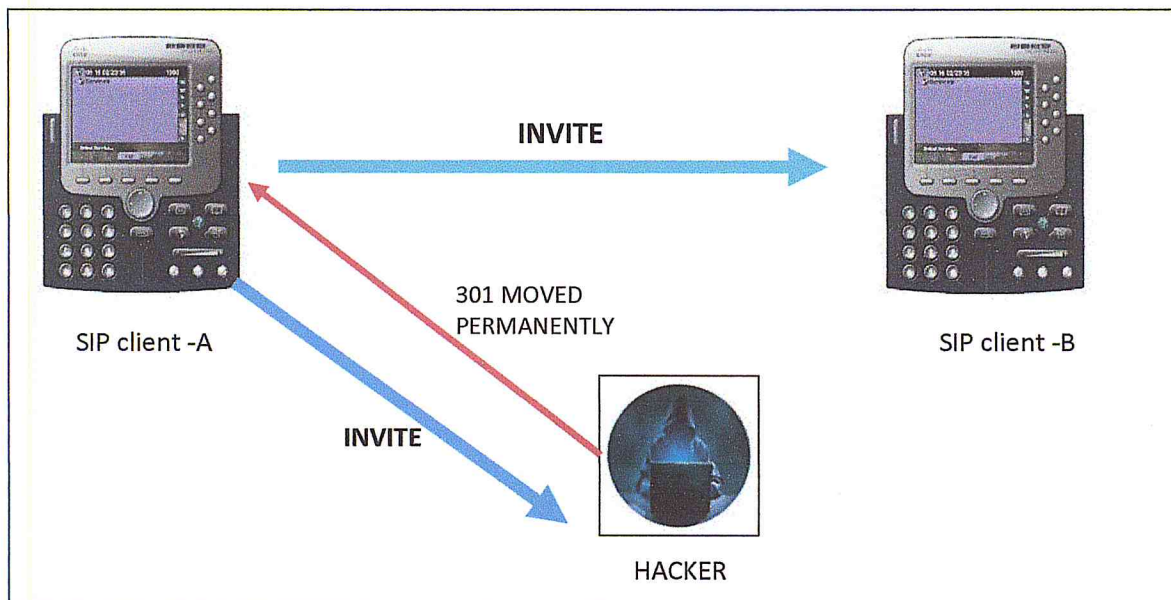 INVITE
301 MOVED
PERMANENTLY
SIP client -A
SIP client -B
INVITE
HACKER